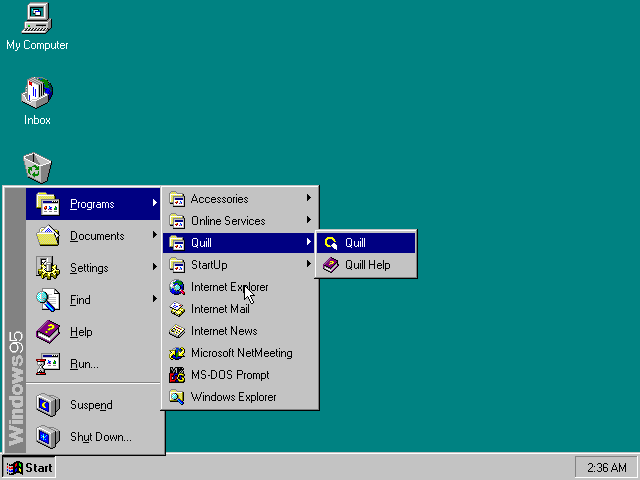 My Computer
Inbox
Programs
Documents
Settings
Find
Help
Run...
Suspend
Shut Down...
Windows95
Accessories
Online Services
Quill
StartUp
Internet Explorer
Internet Mail
Internet News
Microsoft NetMeeting
MS-DOS Prompt
Windows Explorer
Quill
Quill Help
Start
2:36 AM